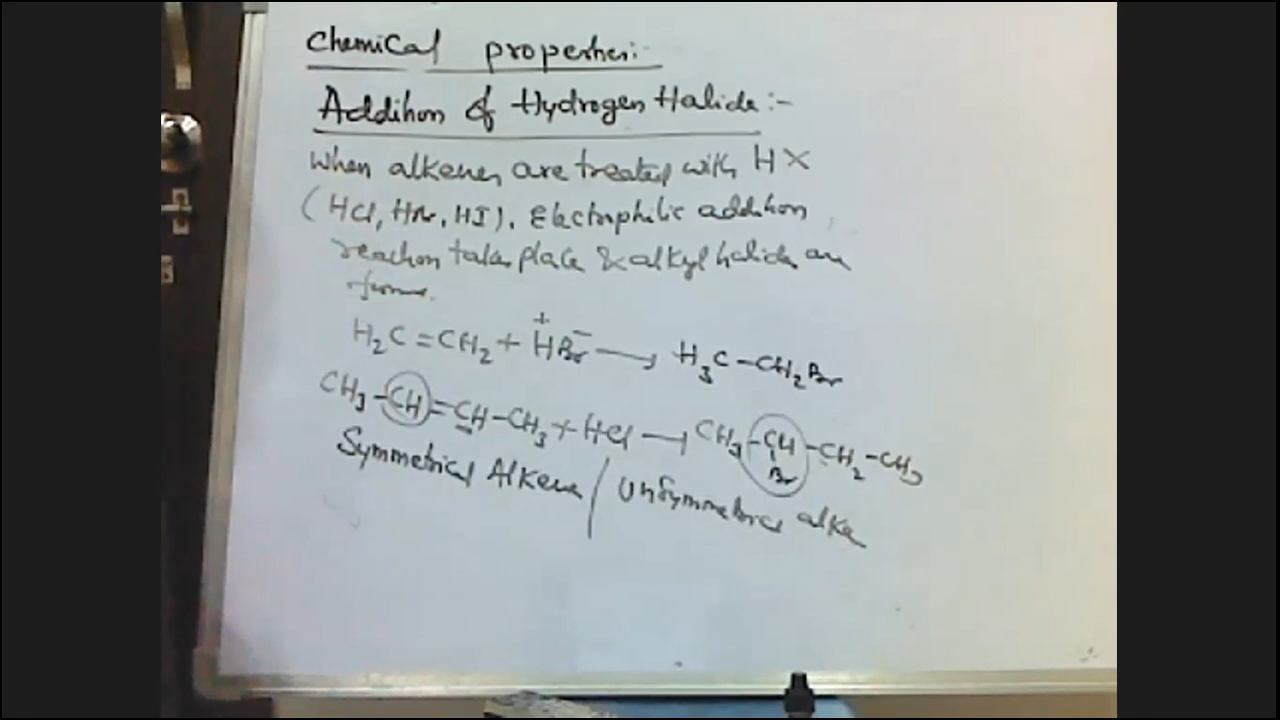 Chemical properties:-
Addition of Hydrogen Halide:-
When alkenes are treated with HX
(HCl, HBr, HI). Electrophilic addition
reaction takes place & alkyl halide are
forme.
H₂C=CH₂ + H⁺Br⁻ → H₃C-CH₂Br
CH₃-CH=CH-CH₃ + HCl → CH₃-CH-CH₂-CH₃
Br
Symmetrical Alkene / Unsymmetrical alke